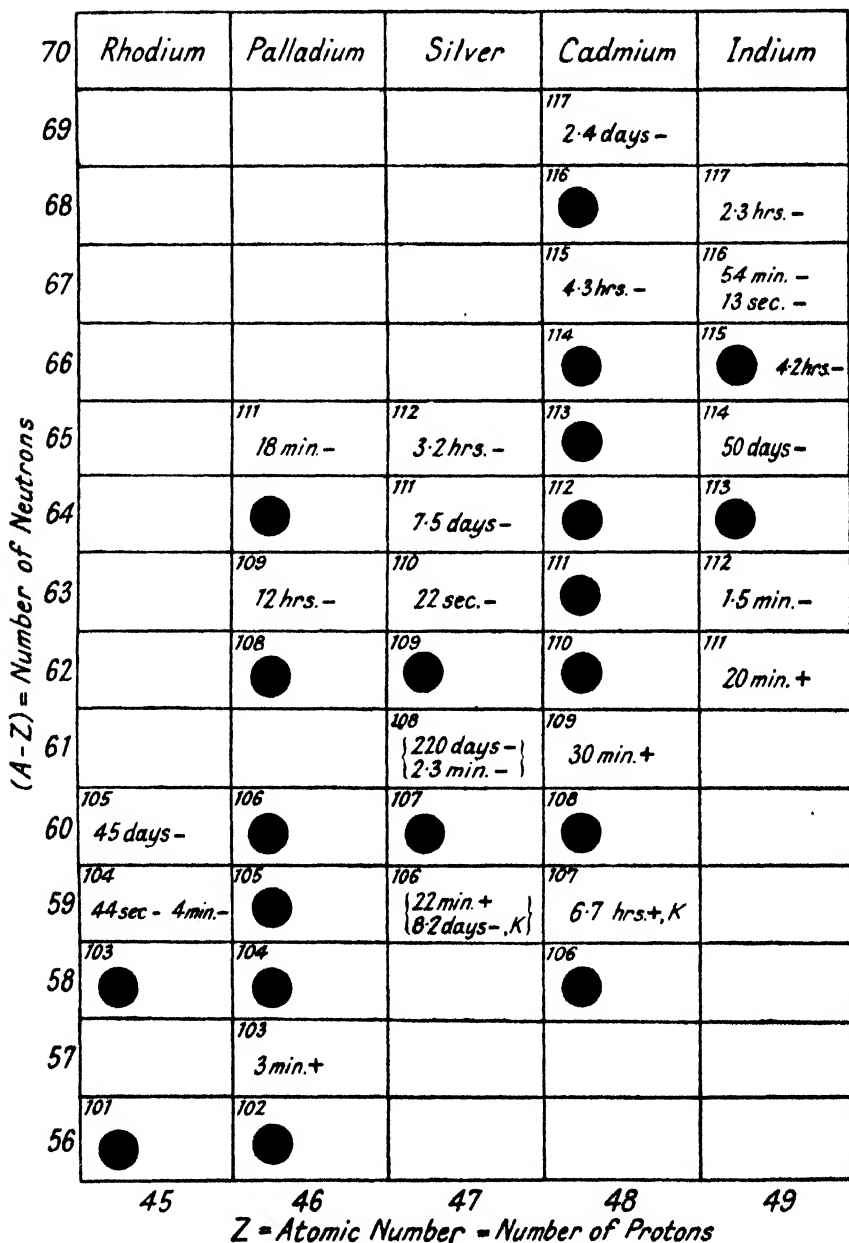 70 Rhodium Palladium Silver Cadmium Indium
117
69 2·4 days –
116 117
68 2·3 hrs. –
115 116
67 4·3 hrs. – 54 min. –
13 sec. –
114 115
66 4·2 hrs. –
111 112 113 114
65 18 min. – 3·2 hrs. – 50 days –
111 112 113
64 7·5 days –
109 110 111 112
63 12 hrs. – 22 sec. – 1·5 min. –
108 109 110 111
62 20 min. +
108 109
61 {220 days –} 30 min. +
{2·3 min. –}
105 106 107 108
60 45 days –
104 105 106 107
59 44 sec – 4 min. – {22 min. +} 6·7 hrs. +, K
{8·2 days –, K}
103 104 106
58
103
57 3 min. +
101 102
56
45 46 47 48 49
Z = Atomic Number = Number of Protons
(A – Z) = Number of Neutrons